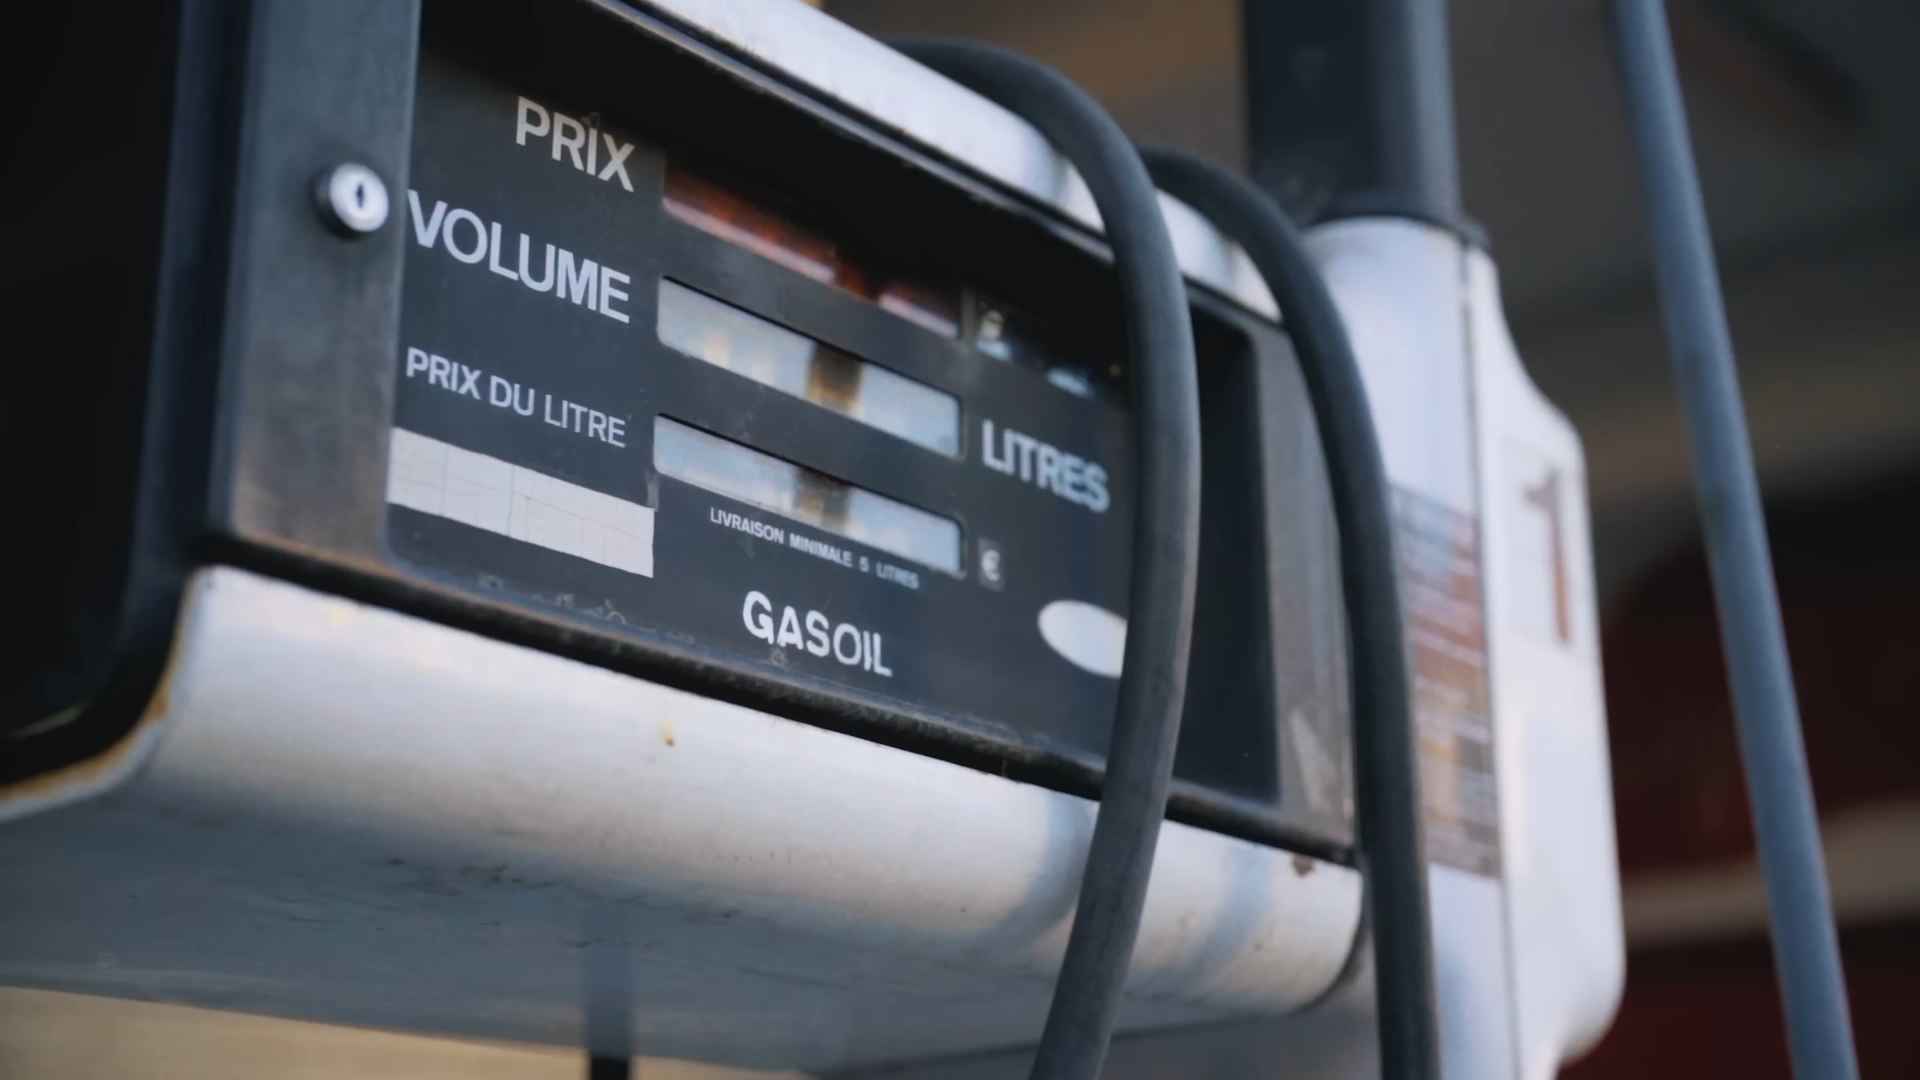 PRIX
€
VOLUME
LITRES
PRIX DU LITRE
€
LIVRAISON MINIMALE 5 LITRES
GASOIL
1